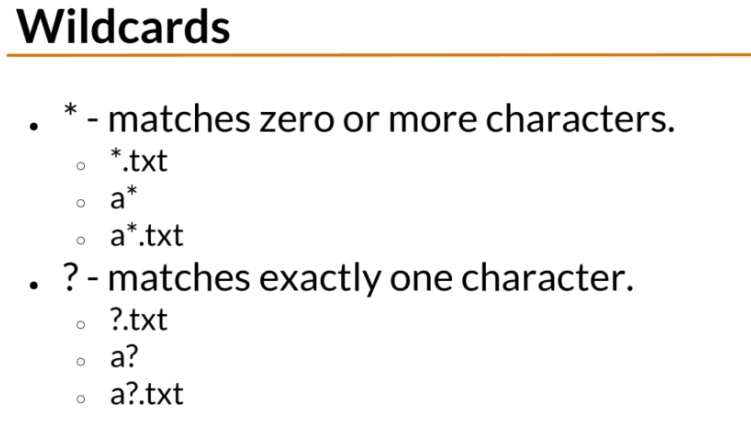 Wildcards
• * - matches zero or more characters.
○ *.txt
○ a*
○ a*.txt
• ? - matches exactly one character.
○ ?.txt
○ a?
○ a?.txt